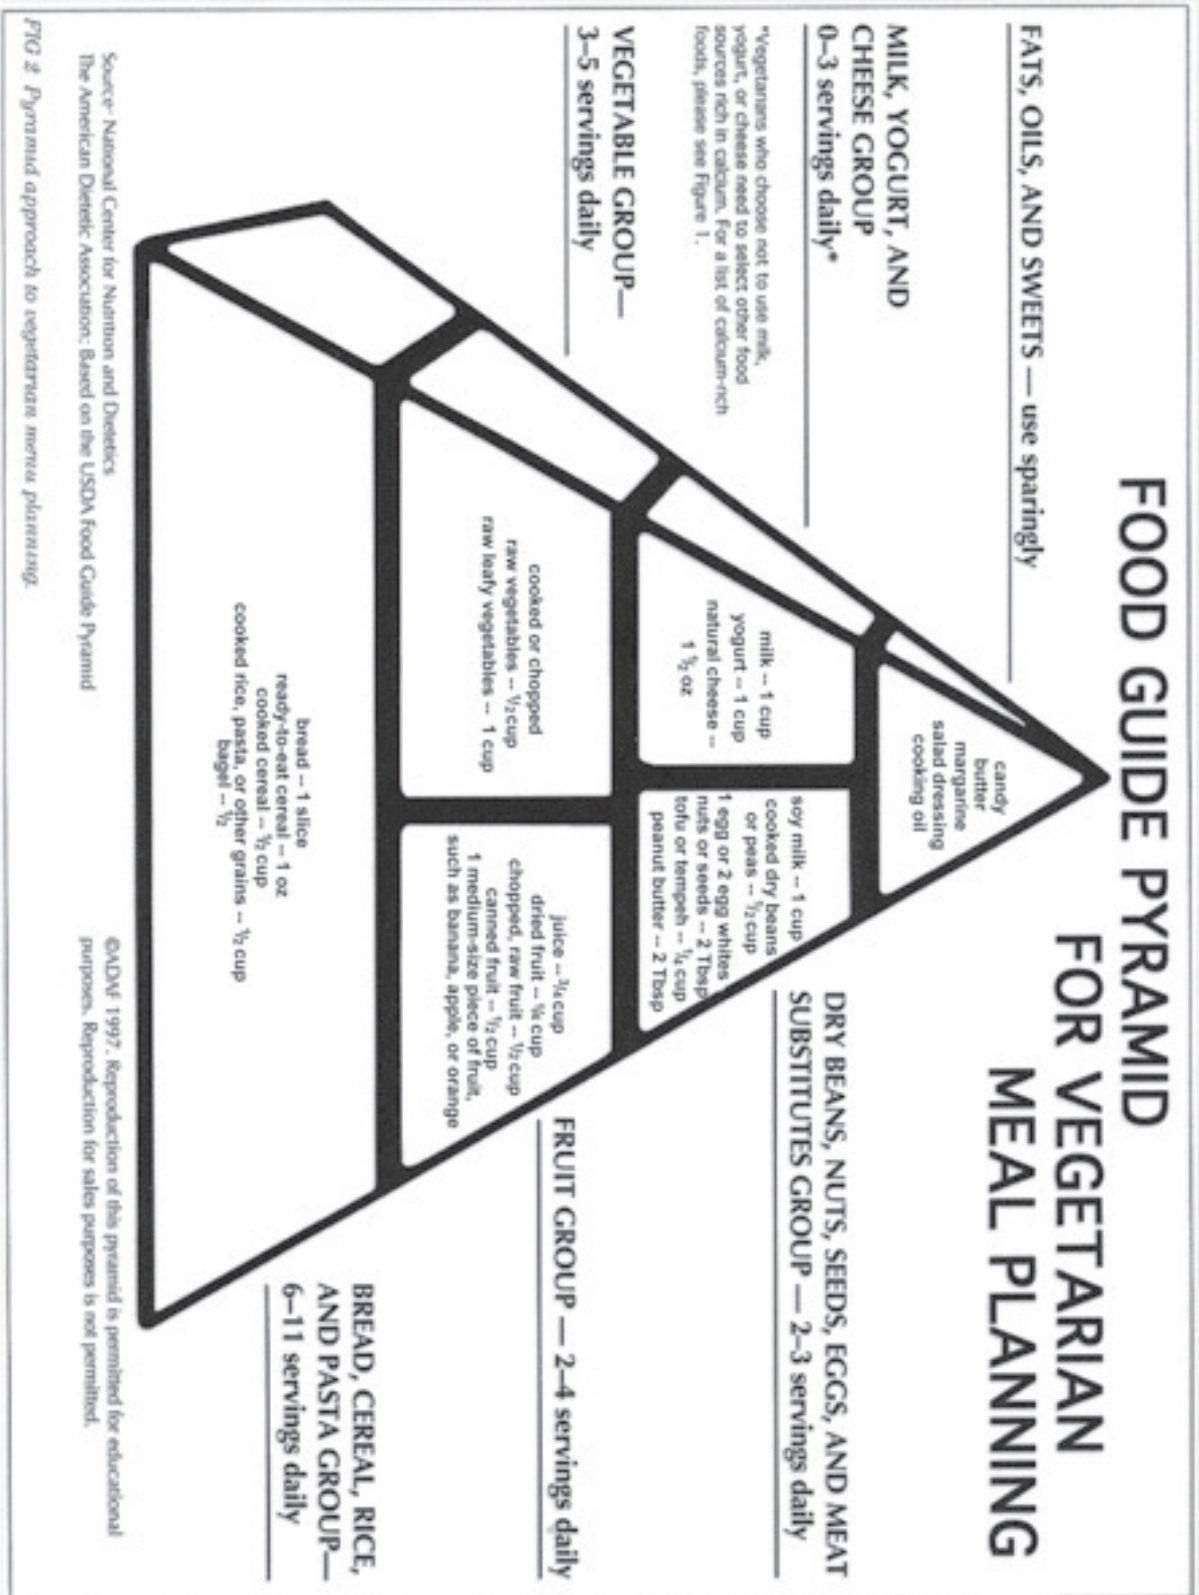 FOOD GUIDE PYRAMID
FOR VEGETARIAN
MEAL PLANNING
FATS, OILS, AND SWEETS — use sparingly
candy
butter
margarine
salad dressing
cooking oil
MILK, YOGURT, AND
CHEESE GROUP
0–3 servings daily*
*Vegetarians who choose not to use milk,
yogurt, or cheese need to select other food
sources rich in calcium. For a list of calcium-rich
foods, please see Figure 1.
milk -- 1 cup
yogurt -- 1 cup
natural cheese --
1 ½ oz
DRY BEANS, NUTS, SEEDS, EGGS, AND MEAT
SUBSTITUTES GROUP — 2–3 servings daily
soy milk -- 1 cup
cooked dry beans
or peas -- ½ cup
1 egg or 2 egg whites
nuts or seeds -- 2 Tbsp
tofu or tempeh -- ¼ cup
peanut butter -- 2 Tbsp
VEGETABLE GROUP—
3–5 servings daily
cooked or chopped
raw vegetables -- ½ cup
raw leafy vegetables -- 1 cup
FRUIT GROUP — 2–4 servings daily
juice -- ¾ cup
dried fruit -- cup
chopped, raw fruit -- ½ cup
canned fruit -- ½ cup
1 medium-size piece of fruit,
such as banana, apple, or orange
BREAD, CEREAL, RICE,
AND PASTA GROUP—
6–11 servings daily
bread -- 1 slice
ready-to-eat cereal -- 1 oz
cooked cereal -- ½ cup
cooked rice, pasta, or other grains -- ½ cup
bagel -- ½
Source: National Center for Nutrition and Dietetics
The American Dietetic Association; Based on the USDA Food Guide Pyramid
©ADAF 1997. Reproduction of this pyramid is permitted for educational
purposes. Reproduction for sales purposes is not permitted.
FIG 2 Pyramid approach to vegetarian menu planning.